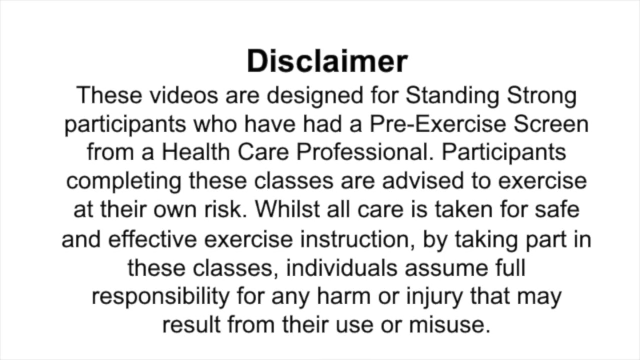 Disclaimer
These videos are designed for Standing Strong
participants who have had a Pre-Exercise Screen
from a Health Care Professional. Participants
completing these classes are advised to exercise
at their own risk. Whilst all care is taken for safe
and effective exercise instruction, by taking part in
these classes, individuals assume full
responsibility for any harm or injury that may
result from their use or misuse.